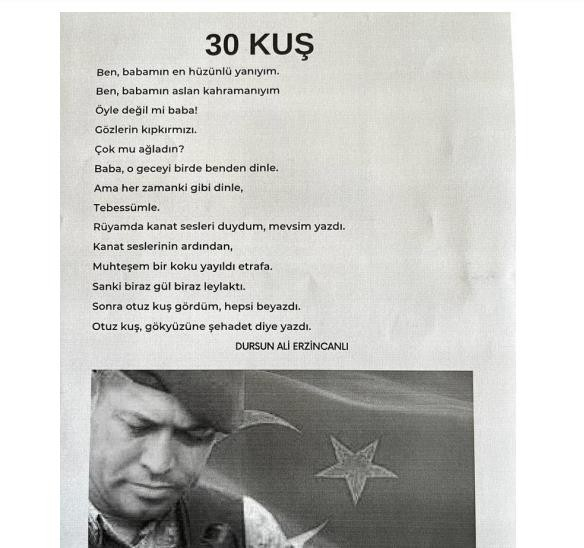 30 KUŞ
Ben, babamın en hüzünlü yanıyım.
Ben, babamın aslan kahramanıyım
Öyle değil mi baba!
Gözlerin kıpkırmızı.
Çok mu ağladın?
Baba, o geceyi birde benden dinle.
Ama her zamanki gibi dinle,
Tebessümle.
Rüyamda kanat sesleri duydum, mevsim yazdı.
Kanat seslerinin ardından,
Muhteşem bir koku yayıldı etrafa.
Sanki biraz gül biraz leylaktı.
Sonra otuz kuş gördüm, hepsi beyazdı.
Otuz kuş, gökyüzüne şehadet diye yazdı.
DURSUN ALİ ERZİNCANLI